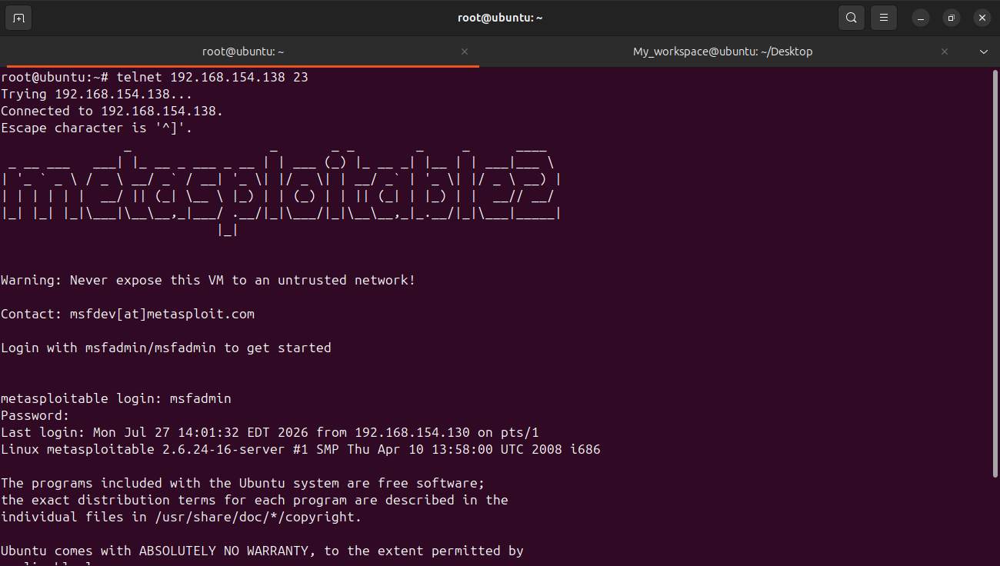 root@ubuntu: ~
root@ubuntu: ~
My_workspace@ubuntu: ~/Desktop
root@ubuntu:~# telnet 192.168.154.138 23
Trying 192.168.154.138...
Connected to 192.168.154.138.
Escape character is '^]'.
                _                  _       _ _        _     _      ____
 _ __ ___   ___| |_ __ _ ___ _ __ | | ___ (_) |_ __ _| |__ | | ___|___ \
| '_ ` _ \ / _ \ __/ _` / __| '_ \| |/ _ \| | __/ _` | '_ \| |/ _ \ __) |
| | | | | |  __/ || (_| \__ \ |_) | | (_) | | || (_| | |_) | |  __// __/
|_| |_| |_|\___|\__\__,_|___/ .__/|_|\___/|_|\__\__,_|_.__/|_|\___|_____|
                            |_|
Warning: Never expose this VM to an untrusted network!
Contact: msfdev[at]metasploit.com
Login with msfadmin/msfadmin to get started
metasploitable login: msfadmin
Password:
Last login: Mon Jul 27 14:01:32 EDT 2026 from 192.168.154.130 on pts/1
Linux metasploitable 2.6.24-16-server #1 SMP Thu Apr 10 13:58:00 UTC 2008 i686
The programs included with the Ubuntu system are free software;
the exact distribution terms for each program are described in the
individual files in /usr/share/doc/*/copyright.
Ubuntu comes with ABSOLUTELY NO WARRANTY, to the extent permitted by